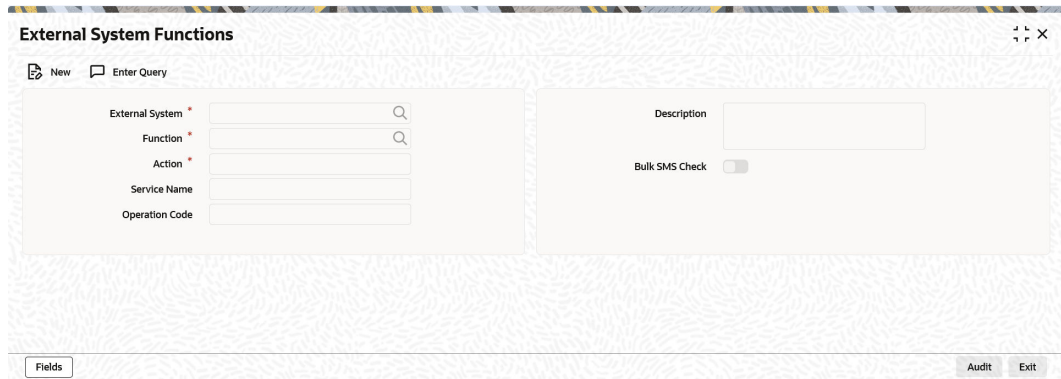 External System Functions
New
Enter Query
External System *
Function *
Action *
Service Name
Operation Code
Description
Bulk SMS Check
Fields
Audit
Exit